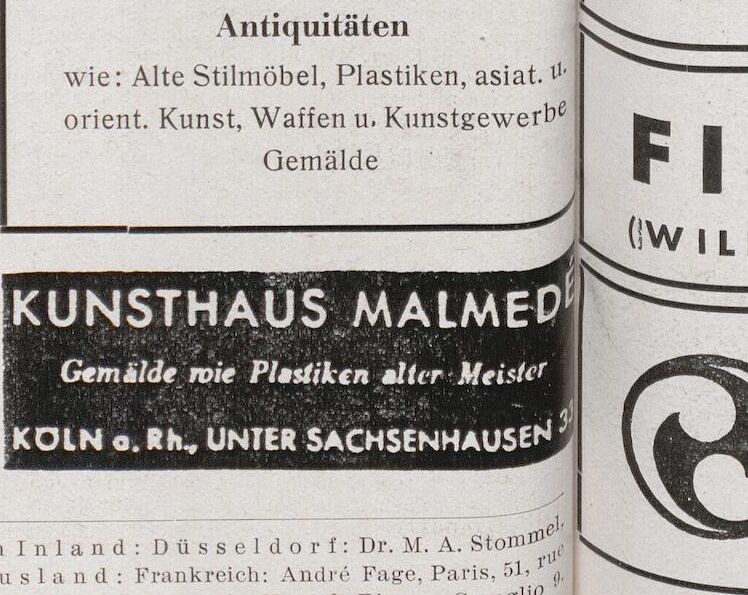 Antiquitäten
wie: Alte Stilmöbel, Plastiken, asiat. u.
orient. Kunst, Waffen u. Kunstgewerbe
Gemälde
KUNSTHAUS MALMEDE
Gemälde wie Plastiken alter Meister
KÖLN a. Rh., UNTER SACHSENHAUSEN
Inland: Düsseldorf: Dr. M. A. Stommel,
usland: Frankreich: André Fage, Paris, 51, rue
FI
(WIL